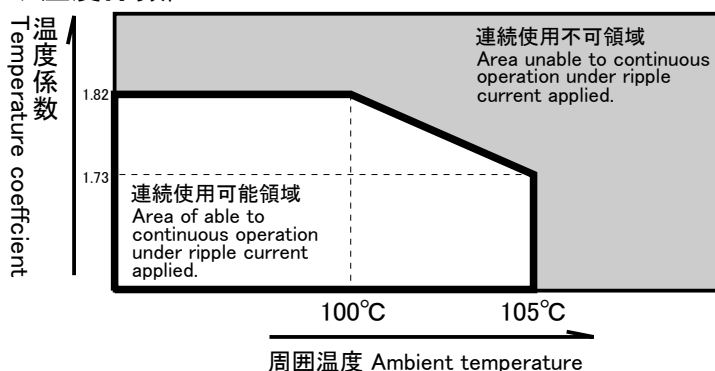 温度係数
Temperature coeffcient
連続使用不可領域
Area unable to continuous
operation under ripple
current applied.
1.82
1.73
連続使用可能領域
Area of able to
continuous operation
under ripple current
applied.
100℃
105℃
周囲温度 Ambient temperature